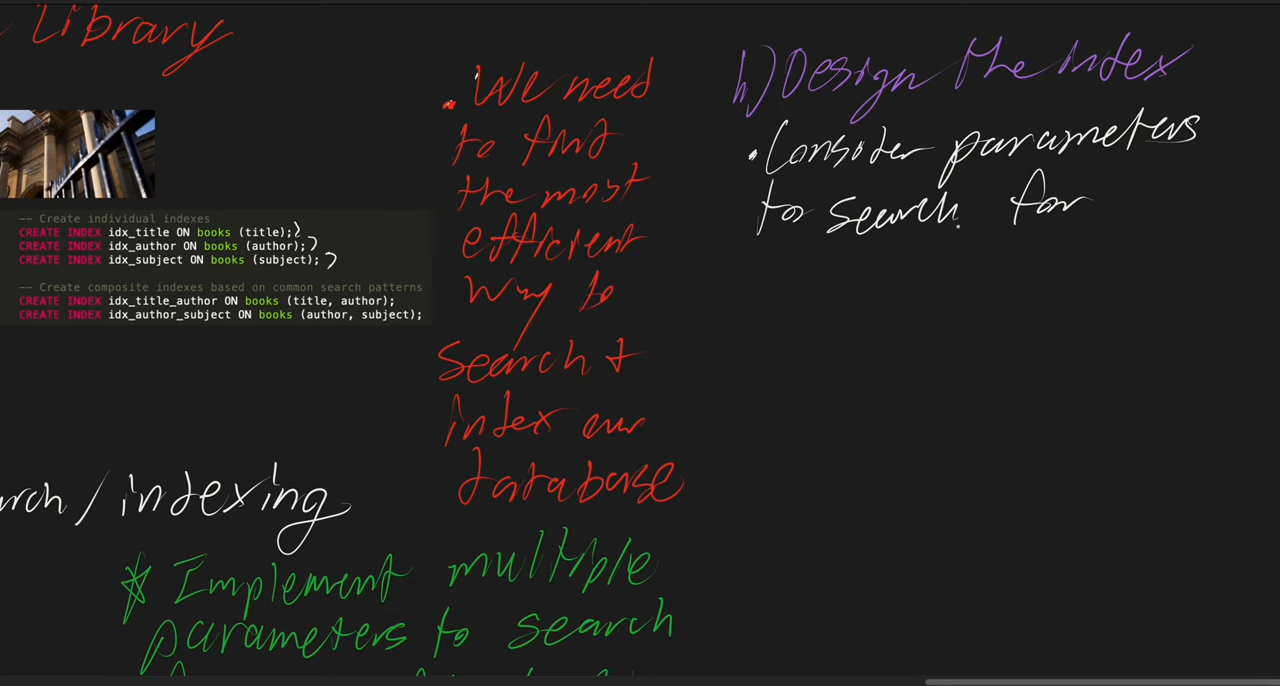 Library
-- Create individual indexes
CREATE INDEX idx_title ON books (title);
CREATE INDEX idx_author ON books (author);
CREATE INDEX idx_subject ON books (subject);
-- Create composite indexes based on common search patterns
CREATE INDEX idx_title_author ON books (title, author);
CREATE INDEX idx_author_subject ON books (author, subject);
. We need
to find
the most
efficient
way to
search +
index our
database
/indexing
* Implement multiple
parameters to search
h) Design the index
. Consider parameters
to search for